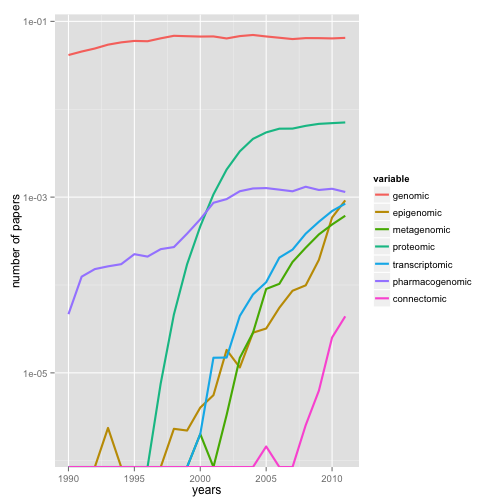 1e-01
1e-03
1e-05
number of papers
1990
1995
2000
2005
2010
years
variable
genomic
epigenomic
metagenomic
proteomic
transcriptomic
pharmacogenomic
connectomic